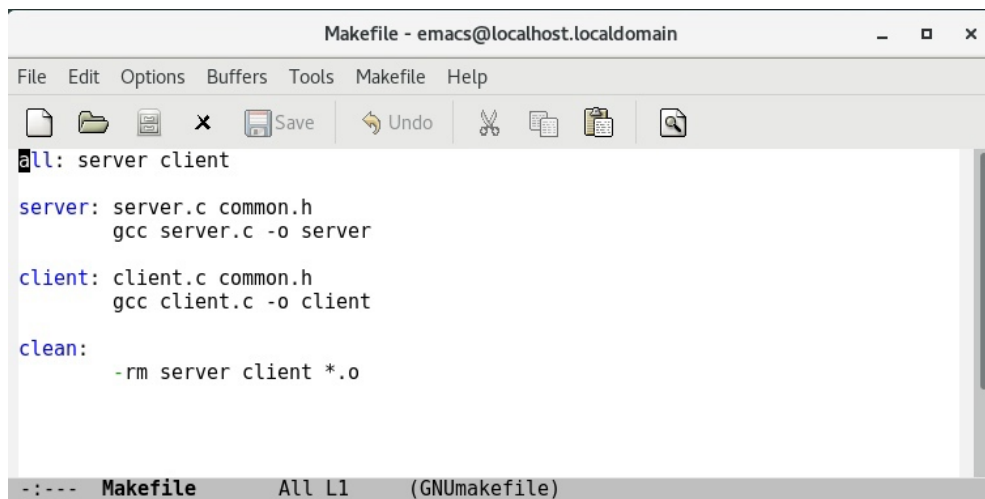 Makefile - emacs@localhost.localdomain
File Edit Options Buffers Tools Makefile Help
Save Undo
all: server client
server: server.c common.h
gcc server.c -o server
client: client.c common.h
gcc client.c -o client
clean:
-rm server client *.o
-:--- Makefile All L1 (GNUmakefile)